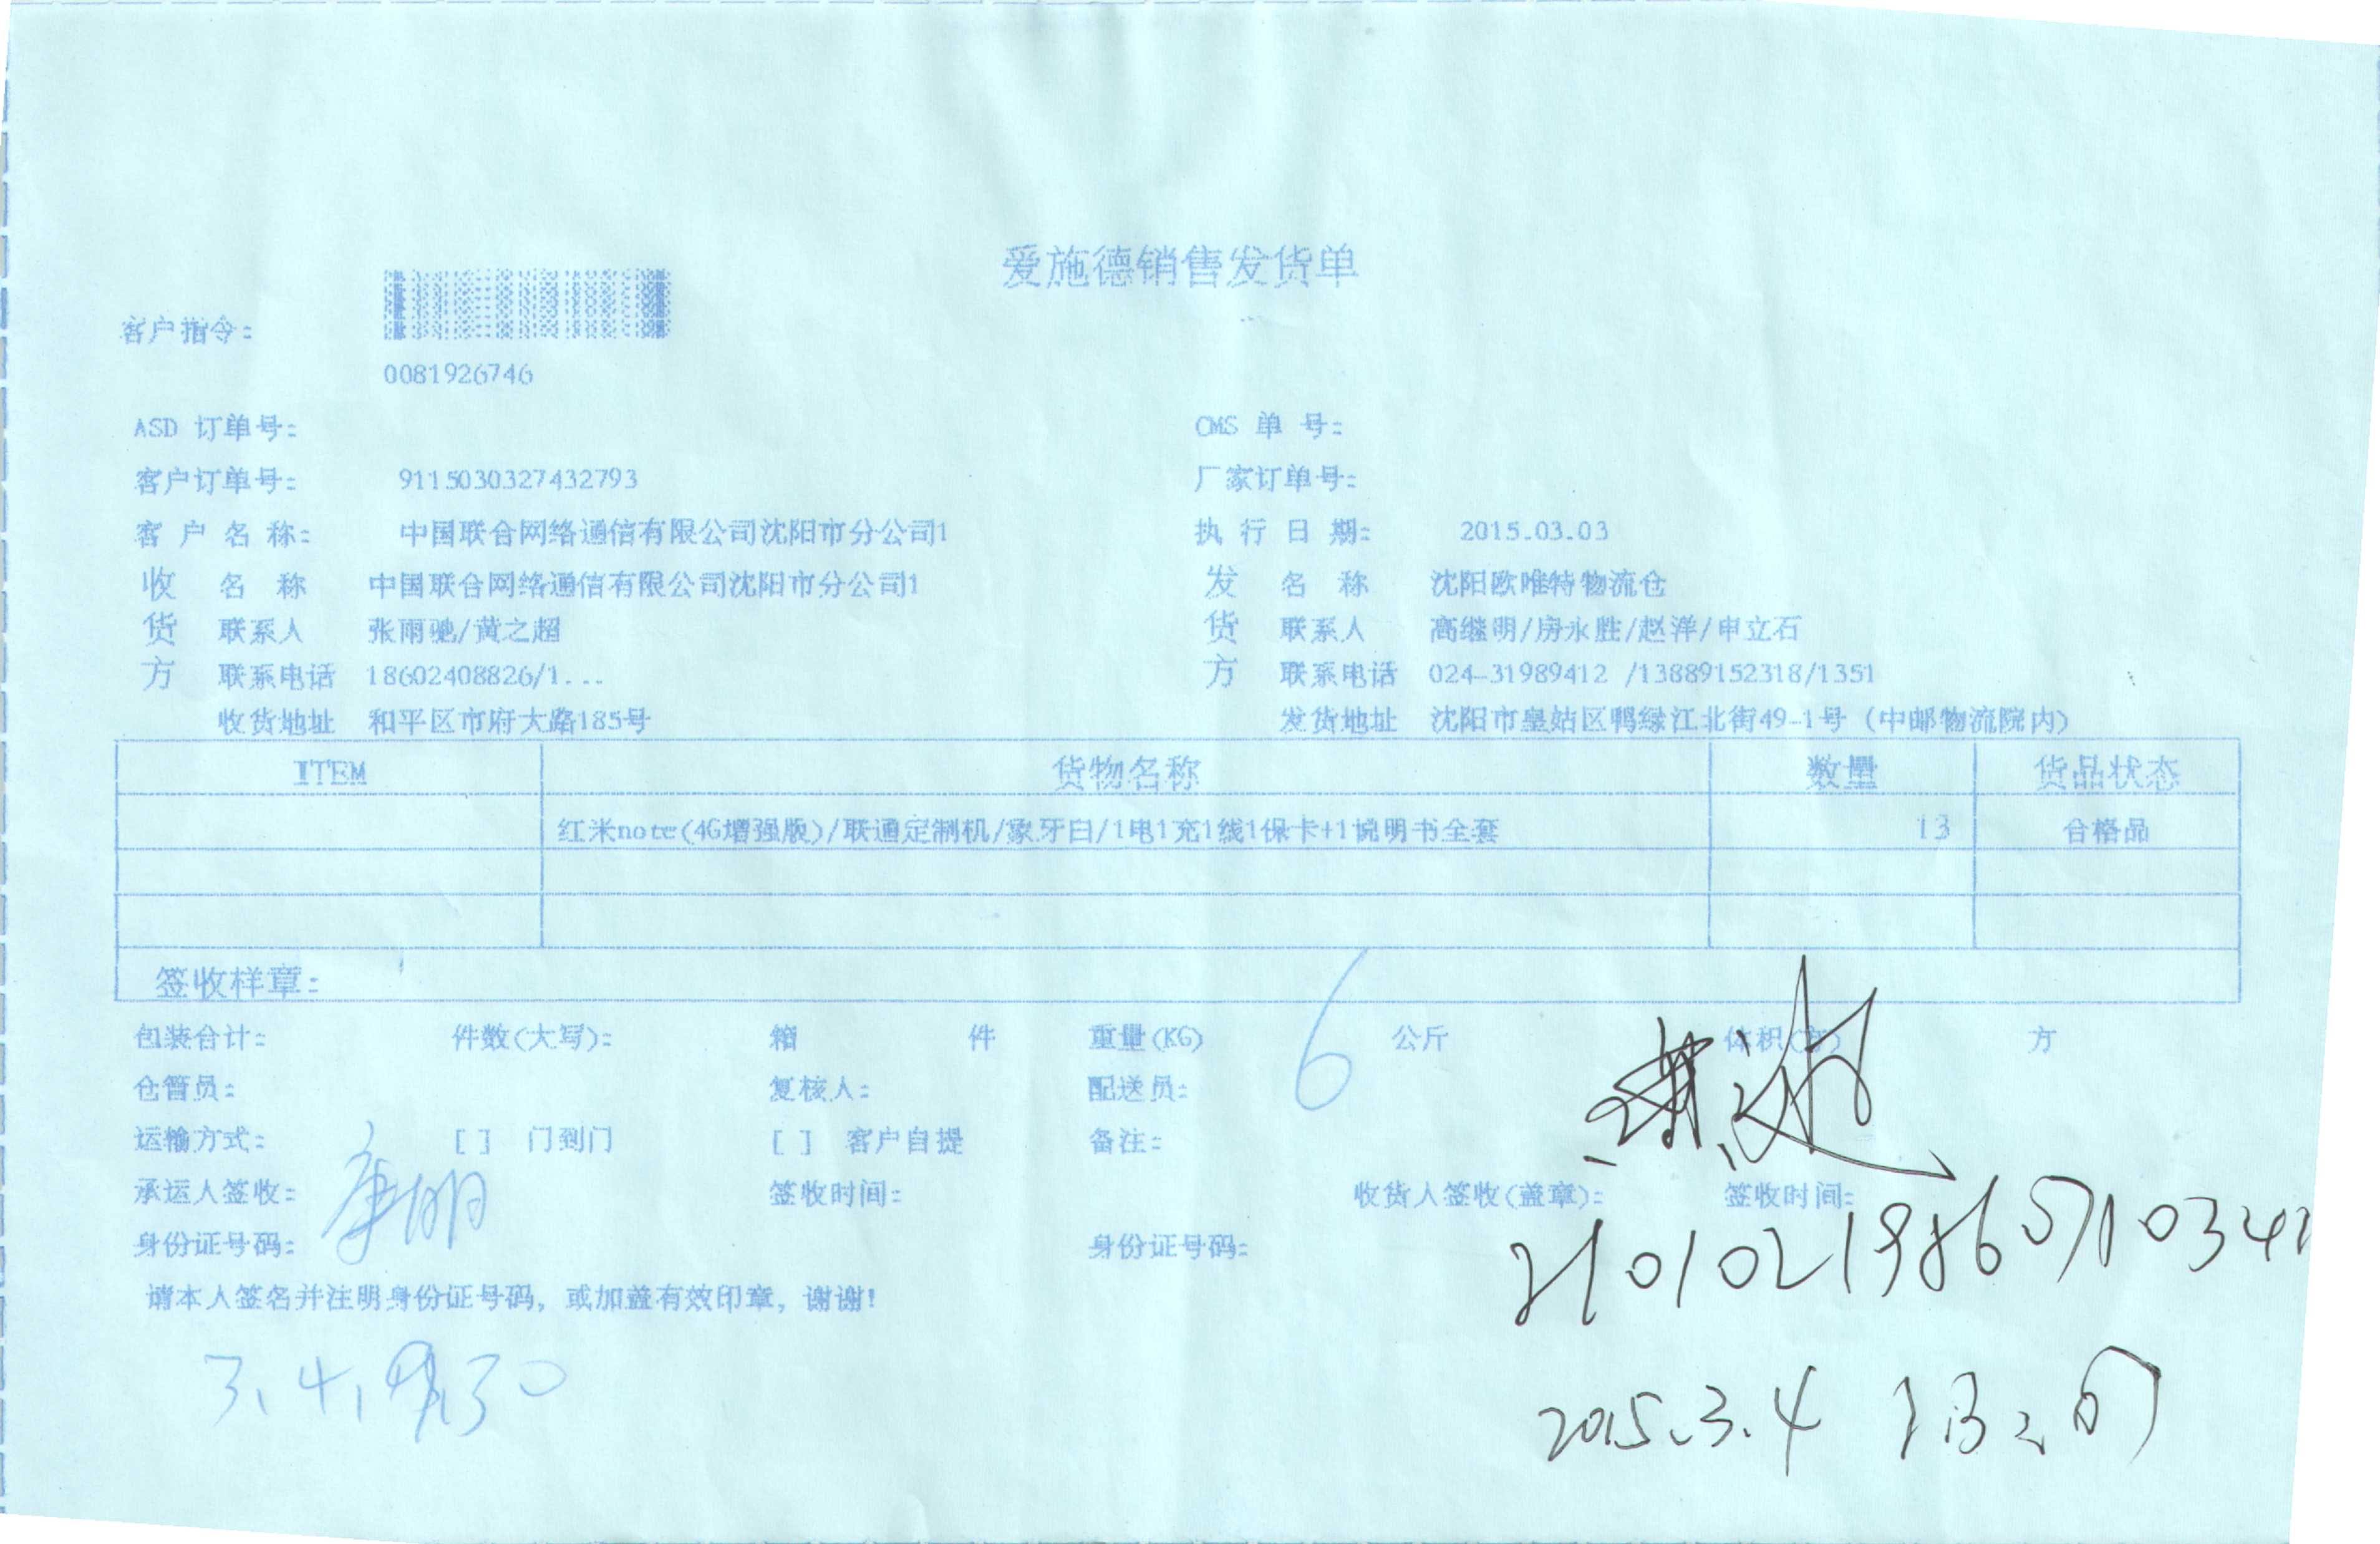 爱施德销售发货单
客户指令:
0081926746
ASD 订单号: CMS 单 号:
客户订单号: 9115030327432793 厂家订单号:
客 户 名 称: 中国联合网络通信有限公司沈阳市分公司1 执 行 日 期: 2015.03.03
收 名 称 中国联合网络通信有限公司沈阳市分公司1 发 名 称 沈阳欧唯特物流仓
货 联系人 张雨驰/黄之超 货 联系人 高继明/房永胜/赵洋/申立石
方 联系电话 18602408826/1... 方 联系电话 024-31989412 /13889152318/1351
收货地址 和平区市府大路185号 发货地址 沈阳市皇姑区鸭绿江北街49-1号 (中邮物流院内)
ITEM 货物名称 数量 货品状态
红米note(4G增强版)/联通定制机/象牙白/1电1充1线1保卡+1说明书全套 13 合格品
签收样章:
包装合计: 件数(大写): 箱 件 重量(KG) 6 公斤 体积(方) 方
仓管员: 复核人: 配送员:
运输方式: [ ] 门到门 [ ] 客户自提 备注:
承运人签收: 签收时间: 收货人签收(盖章): 签收时间:
身份证号码: 身份证号码:
请本人签名并注明身份证号码, 或加盖有效印章, 谢谢!
3.4.9.30
2015.3.4